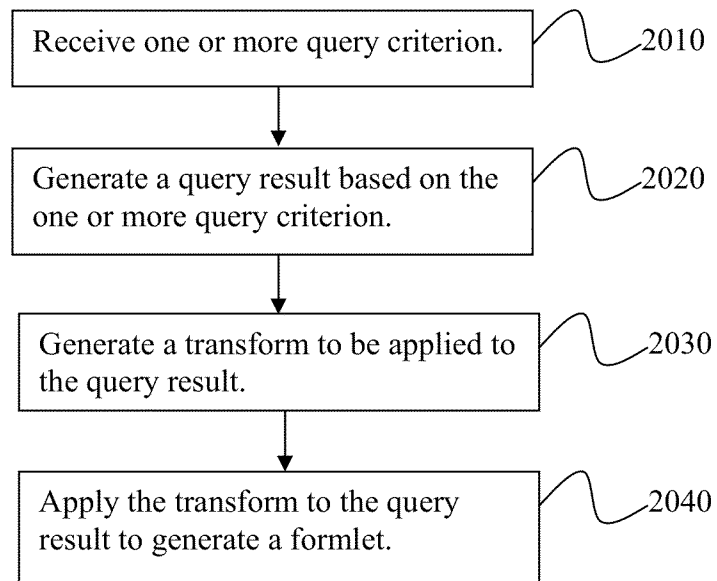 Receive one or more query criterion.
2010
Generate a query result based on the
one or more query criterion.
2020
Generate a transform to be applied to
the query result.
2030
Apply the transform to the query
result to generate a formlet.
2040